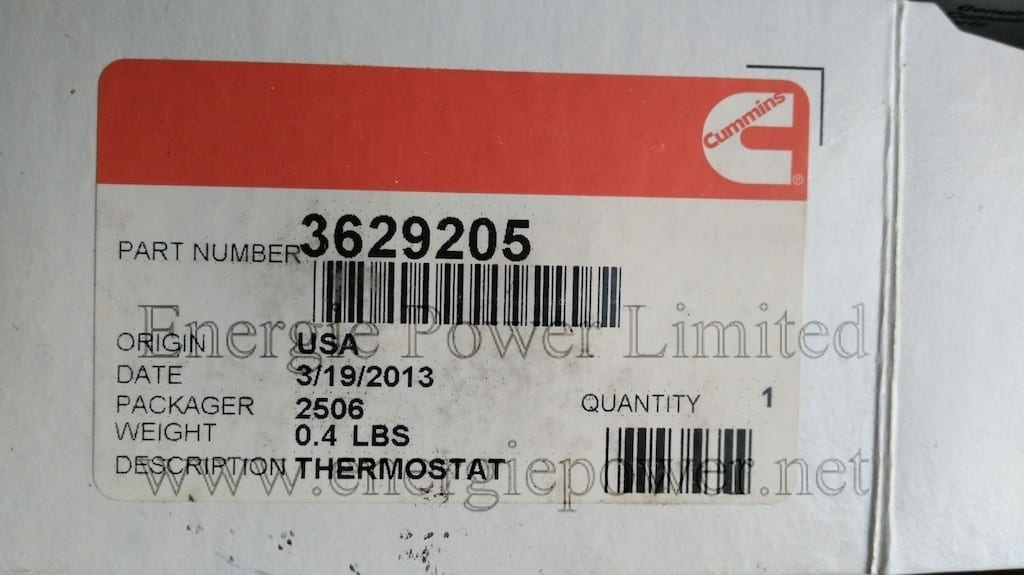 Cummins
®
PART NUMBER 3629205
Energie Power Limited
ORIGIN USA
DATE 3/19/2013
PACKAGER 2506
QUANTITY 1
WEIGHT 0.4 LBS
DESCRIPTION THERMOSTAT
www.energiepower.net